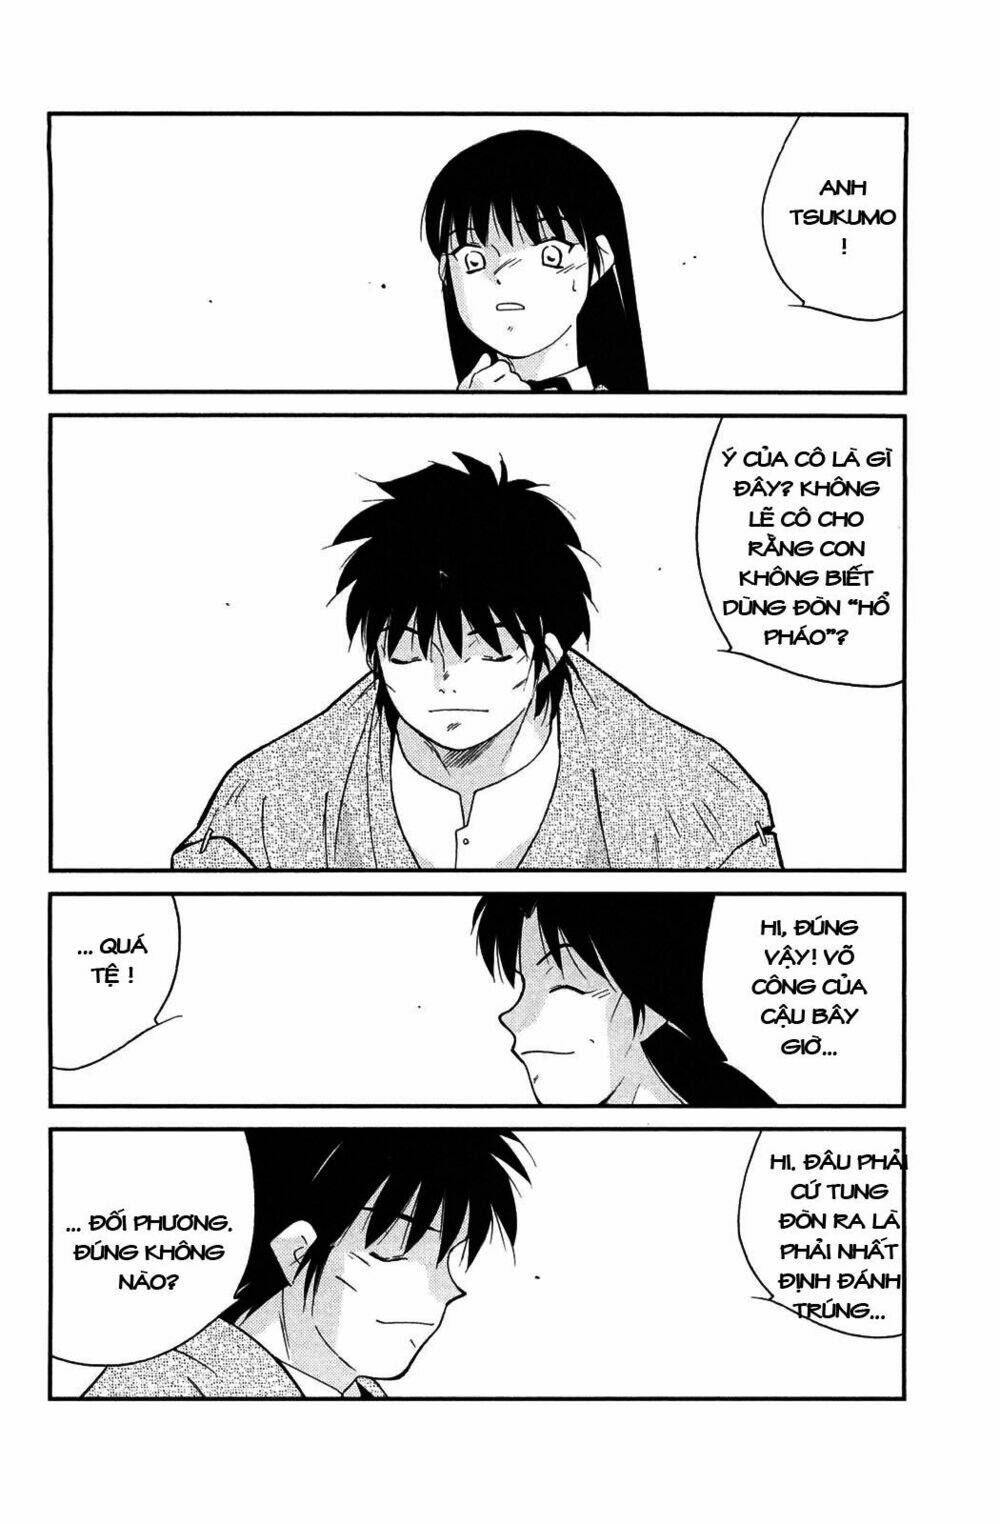 ANH
TSUKUMO
!
Ý CỦA CÔ LÀ GÌ
ĐÂY? KHÔNG
LẼ CÔ CHO
RẰNG CON
KHÔNG BIẾT
DÙNG ĐÒN “HỔ
PHÁO”?
HI, ĐÚNG
VẬY! VÕ
CÔNG CỦA
CẬU BÂY
GIỜ...
... QUÁ
TỆ !
HI. ĐÂU PHẢI
CỨ TUNG
ĐÒN RA LÀ
PHẢI NHẤT
ĐỊNH ĐÁNH
TRÚNG...
... ĐỐI PHƯƠNG.
ĐÚNG KHÔNG
NÀO?